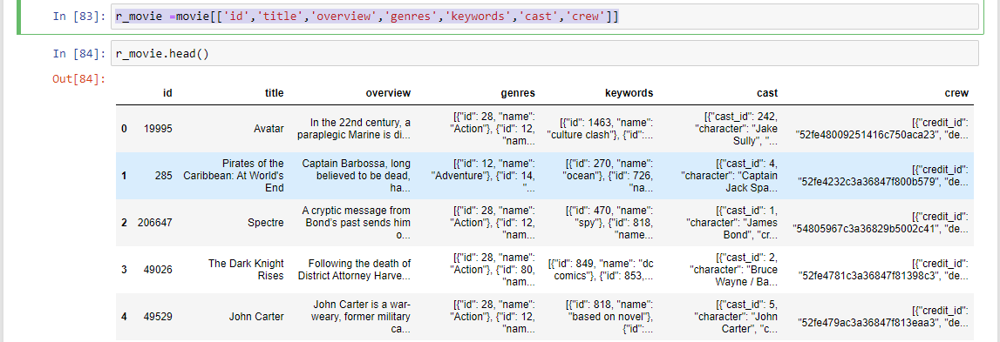 In [83]: r_movie =movie[['id','title','overview','genres','keywords','cast','crew']]
In [84]: r_movie.head()
Out[84]:
id title overview genres keywords cast crew
0 19995 Avatar In the 22nd century, a paraplegic Marine is di... [{"id": 28, "name": "Action"}, {"id": 12, "nam... [{"id": 1463, "name": "culture clash"}, {"id":... [{"cast_id": 242, "character": "Jake Sully", "... [{"credit_id": "52fe48009251416c750aca23", "de...
1 285 Pirates of the Caribbean: At World's End Captain Barbossa, long believed to be dead, ha... [{"id": 12, "name": "Adventure"}, {"id": 14, "... [{"id": 270, "name": "ocean"}, {"id": 726, "na... [{"cast_id": 4, "character": "Captain Jack Spa... [{"credit_id": "52fe4232c3a36847f800b579", "de...
2 206647 Spectre A cryptic message from Bond's past sends him o... [{"id": 28, "name": "Action"}, {"id": 12, "nam... [{"id": 470, "name": "spy"}, {"id": 818, "name... [{"cast_id": 1, "character": "James Bond", "cr... [{"credit_id": "54805967c3a36829b5002c41", "de...
3 49026 The Dark Knight Rises Following the death of District Attorney Harve... [{"id": 28, "name": "Action"}, {"id": 80, "nam... [{"id": 849, "name": "dc comics"}, {"id": 853,... [{"cast_id": 2, "character": "Bruce Wayne / Ba... [{"credit_id": "52fe4781c3a36847f81398c3", "de...
4 49529 John Carter John Carter is a war-weary, former military ca... [{"id": 28, "name": "Action"}, {"id": 12, "nam... [{"id": 818, "name": "based on novel"}, {"id":... [{"cast_id": 5, "character": "John Carter", "c... [{"credit_id": "52fe479ac3a36847f813eaa3", "de...